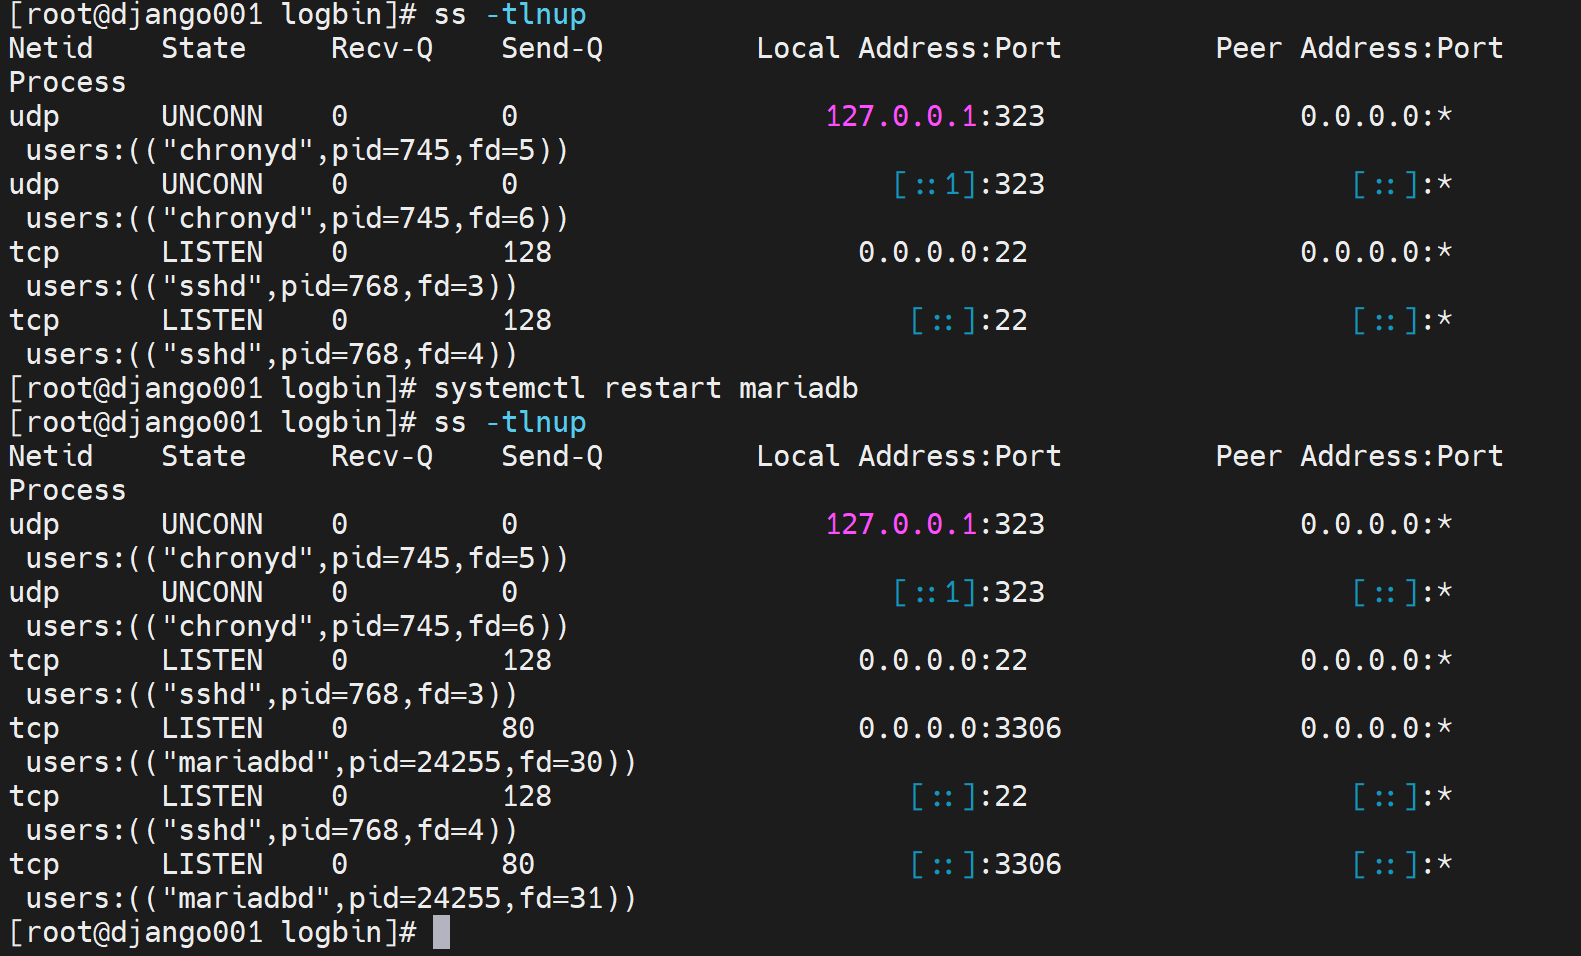 [root@django001 logbin]# ss -tlnup
Netid    State     Recv-Q    Send-Q         Local Address:Port         Peer Address:Port
Process
udp      UNCONN    0         0                  127.0.0.1:323               0.0.0.0:*
 users:(("chronyd",pid=745,fd=5))
udp      UNCONN    0         0                      [::1]:323                  [::]:*
 users:(("chronyd",pid=745,fd=6))
tcp      LISTEN    0         128                  0.0.0.0:22                0.0.0.0:*
 users:(("sshd",pid=768,fd=3))
tcp      LISTEN    0         128                     [::]:22                   [::]:*
 users:(("sshd",pid=768,fd=4))
[root@django001 logbin]# systemctl restart mariadb
[root@django001 logbin]# ss -tlnup
Netid    State     Recv-Q    Send-Q         Local Address:Port         Peer Address:Port
Process
udp      UNCONN    0         0                  127.0.0.1:323               0.0.0.0:*
 users:(("chronyd",pid=745,fd=5))
udp      UNCONN    0         0                      [::1]:323                  [::]:*
 users:(("chronyd",pid=745,fd=6))
tcp      LISTEN    0         128                  0.0.0.0:22                0.0.0.0:*
 users:(("sshd",pid=768,fd=3))
tcp      LISTEN    0         80                   0.0.0.0:3306              0.0.0.0:*
 users:(("mariadbd",pid=24255,fd=30))
tcp      LISTEN    0         128                     [::]:22                   [::]:*
 users:(("sshd",pid=768,fd=4))
tcp      LISTEN    0         80                      [::]:3306                 [::]:*
 users:(("mariadbd",pid=24255,fd=31))
[root@django001 logbin]#